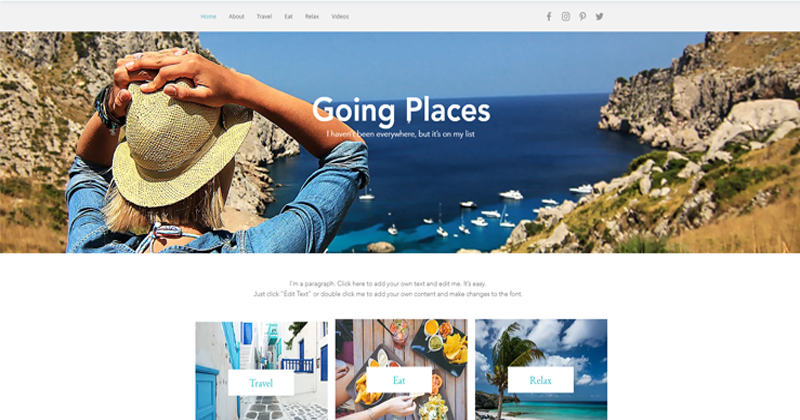 Home About Travel Eat Relax Videos
Going Places
I haven't been everywhere, but it's on my list
I'm a paragraph. Click here to add your own text and edit me. It's easy.
Just click "Edit Text" or double click me to add your own content and make changes to the font.
Travel Eat Relax